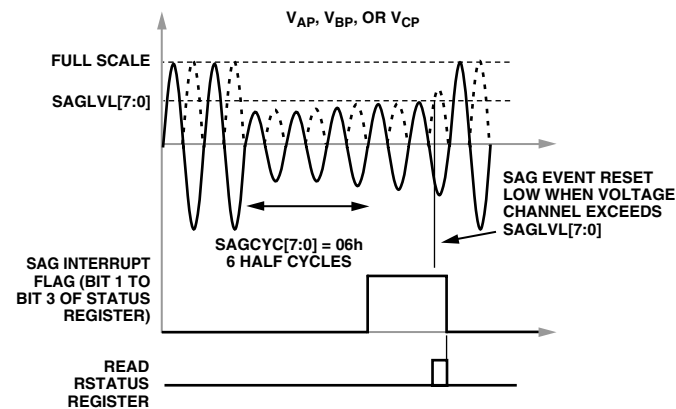 VAP, VBP, OR VCP
FULL SCALE
SAGLVL[7:0]
SAG EVENT RESET
LOW WHEN VOLTAGE
CHANNEL EXCEEDS
SAGLVL[7:0]
SAGCYC[7:0] = 06h
6 HALF CYCLES
SAG INTERRUPT
FLAG (BIT 1 TO
BIT 3 OF STATUS
REGISTER)
READ
RSTATUS
REGISTER